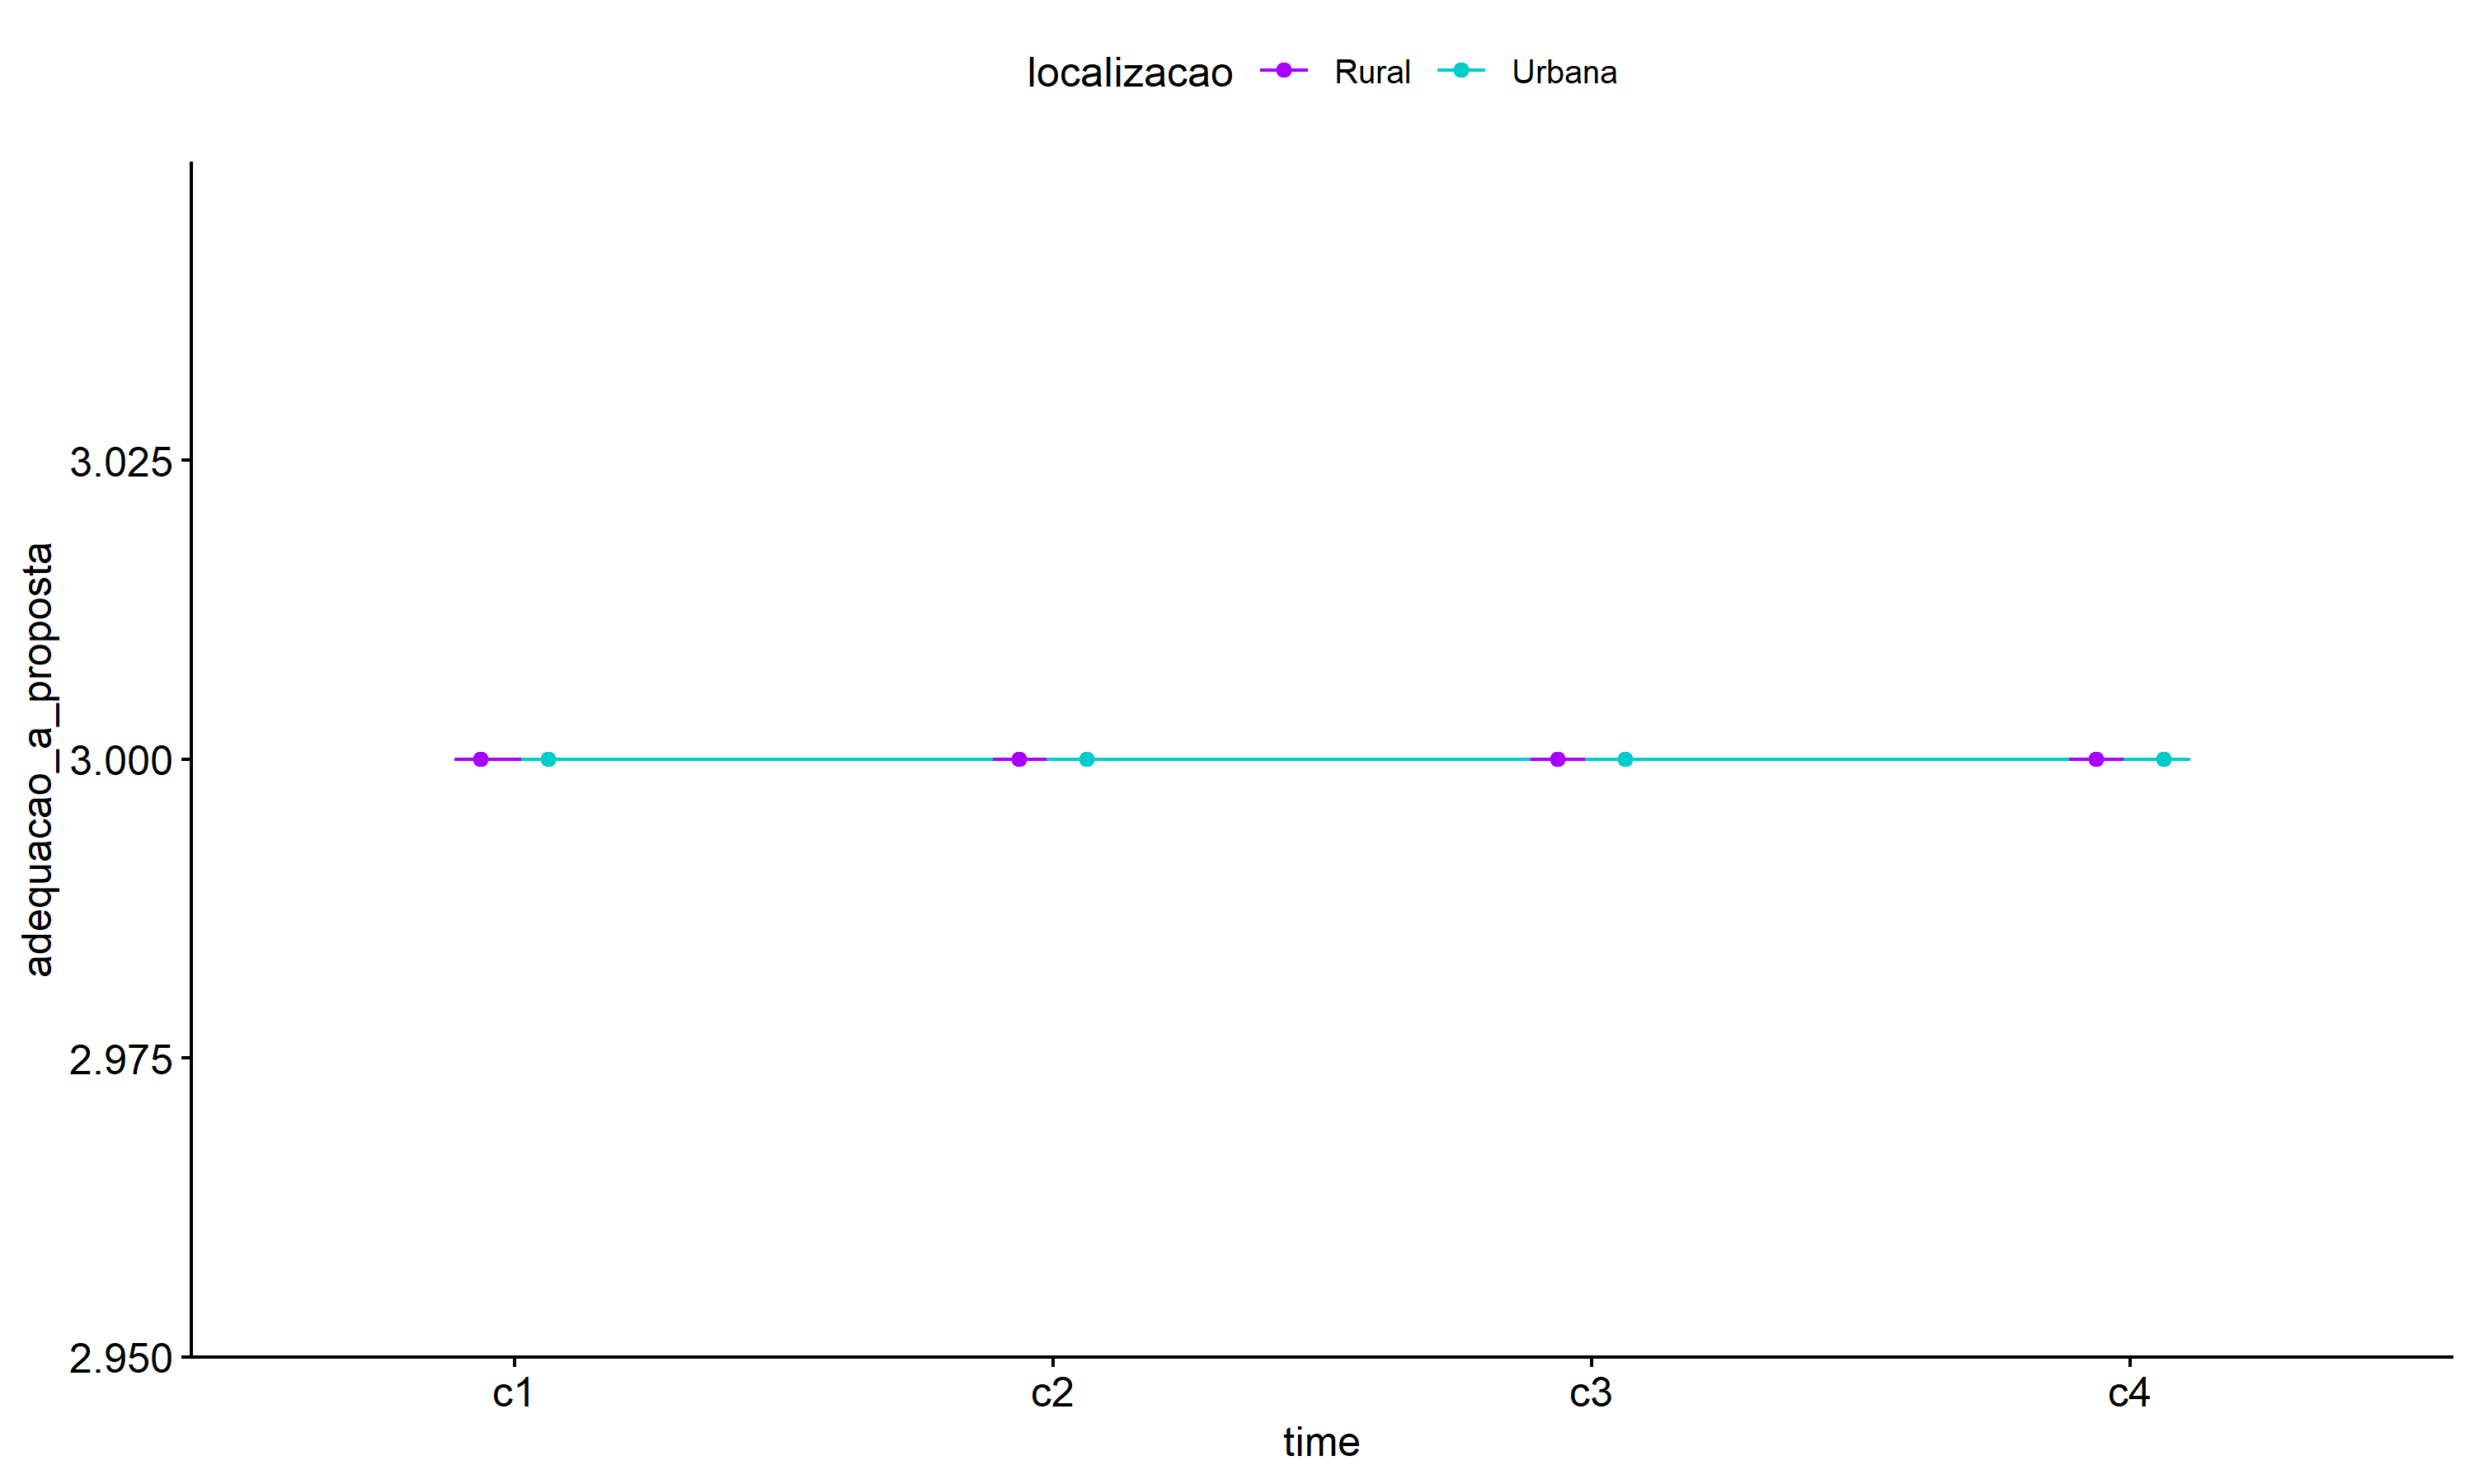 localizacao Rural Urbana
adequacao_a_proposta
3.025
3.000
2.975
2.950
c1 c2 c3 c4
time